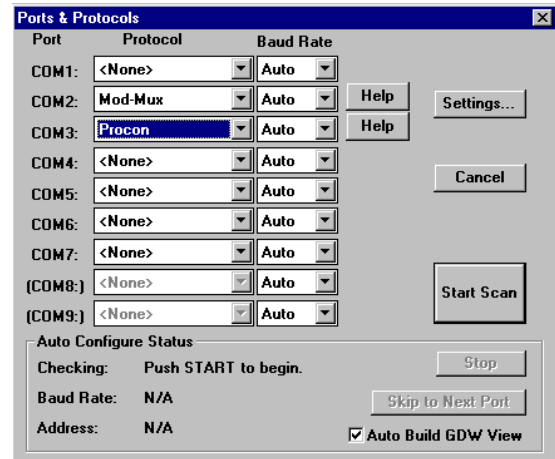 Ports & Protocols
Port Protocol Baud Rate
COM1: <None> Auto
COM2: Mod-Mux Auto Help Settings...
COM3: Procon Auto Help
COM4: <None> Auto
Cancel
COM5: <None> Auto
COM6: <None> Auto
COM7: <None> Auto
(COM8:) <None> Auto Start Scan
(COM9:) <None> Auto
Auto Configure Status
Checking: Push START to begin. Stop
Baud Rate: N/A Skip to Next Port
Address: N/A Auto Build GDW View